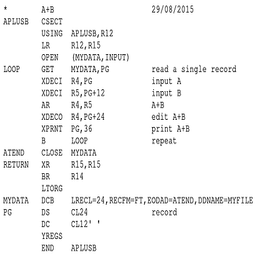 *       A+B                     29/08/2015
APLUSB  CSECT
        USING  APLUSB,R12
        LR     R12,R15
        OPEN   (MYDATA,INPUT)
LOOP    GET    MYDATA,PG        read a single record
        XDECI  R4,PG            input A
        XDECI  R5,PG+12         input B
        AR     R4,R5            A+B
        XDECO  R4,PG+24         edit A+B
        XPRNT  PG,36            print A+B
        B      LOOP             repeat
ATEND   CLOSE  MYDATA
RETURN  XR     R15,R15
        BR     R14
        LTORG
MYDATA  DCB    LRECL=24,RECFM=FT,EODAD=ATEND,DDNAME=MYFILE
PG      DS     CL24             record
        DC     CL12' '
        YREGS
        END    APLUSB